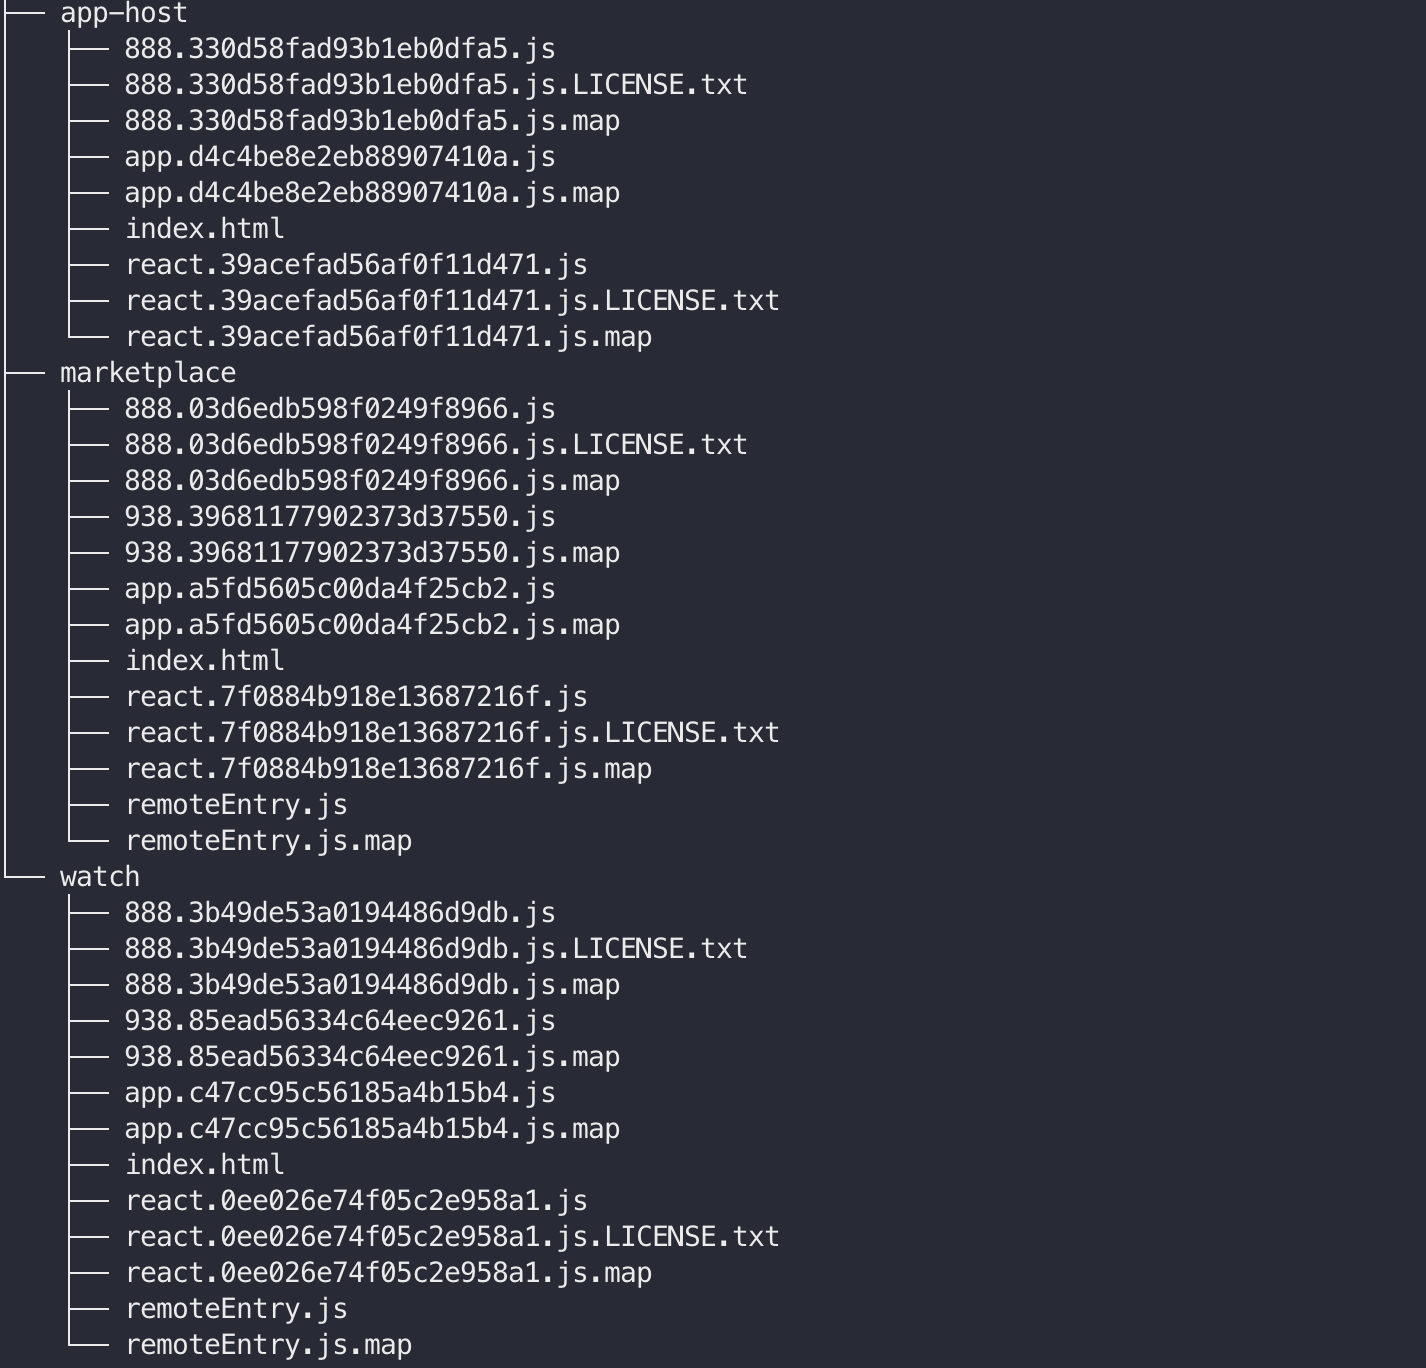 ├── app-host
│   ├── 888.330d58fad93b1eb0dfa5.js
│   ├── 888.330d58fad93b1eb0dfa5.js.LICENSE.txt
│   ├── 888.330d58fad93b1eb0dfa5.js.map
│   ├── app.d4c4be8e2eb88907410a.js
│   ├── app.d4c4be8e2eb88907410a.js.map
│   ├── index.html
│   ├── react.39acefad56af0f11d471.js
│   ├── react.39acefad56af0f11d471.js.LICENSE.txt
│   └── react.39acefad56af0f11d471.js.map
├── marketplace
│   ├── 888.03d6edb598f0249f8966.js
│   ├── 888.03d6edb598f0249f8966.js.LICENSE.txt
│   ├── 888.03d6edb598f0249f8966.js.map
│   ├── 938.39681177902373d37550.js
│   ├── 938.39681177902373d37550.js.map
│   ├── app.a5fd5605c00da4f25cb2.js
│   ├── app.a5fd5605c00da4f25cb2.js.map
│   ├── index.html
│   ├── react.7f0884b918e13687216f.js
│   ├── react.7f0884b918e13687216f.js.LICENSE.txt
│   ├── react.7f0884b918e13687216f.js.map
│   ├── remoteEntry.js
│   └── remoteEntry.js.map
└── watch
    ├── 888.3b49de53a0194486d9db.js
    ├── 888.3b49de53a0194486d9db.js.LICENSE.txt
    ├── 888.3b49de53a0194486d9db.js.map
    ├── 938.85ead56334c64eec9261.js
    ├── 938.85ead56334c64eec9261.js.map
    ├── app.c47cc95c56185a4b15b4.js
    ├── app.c47cc95c56185a4b15b4.js.map
    ├── index.html
    ├── react.0ee026e74f05c2e958a1.js
    ├── react.0ee026e74f05c2e958a1.js.LICENSE.txt
    ├── react.0ee026e74f05c2e958a1.js.map
    ├── remoteEntry.js
    └── remoteEntry.js.map